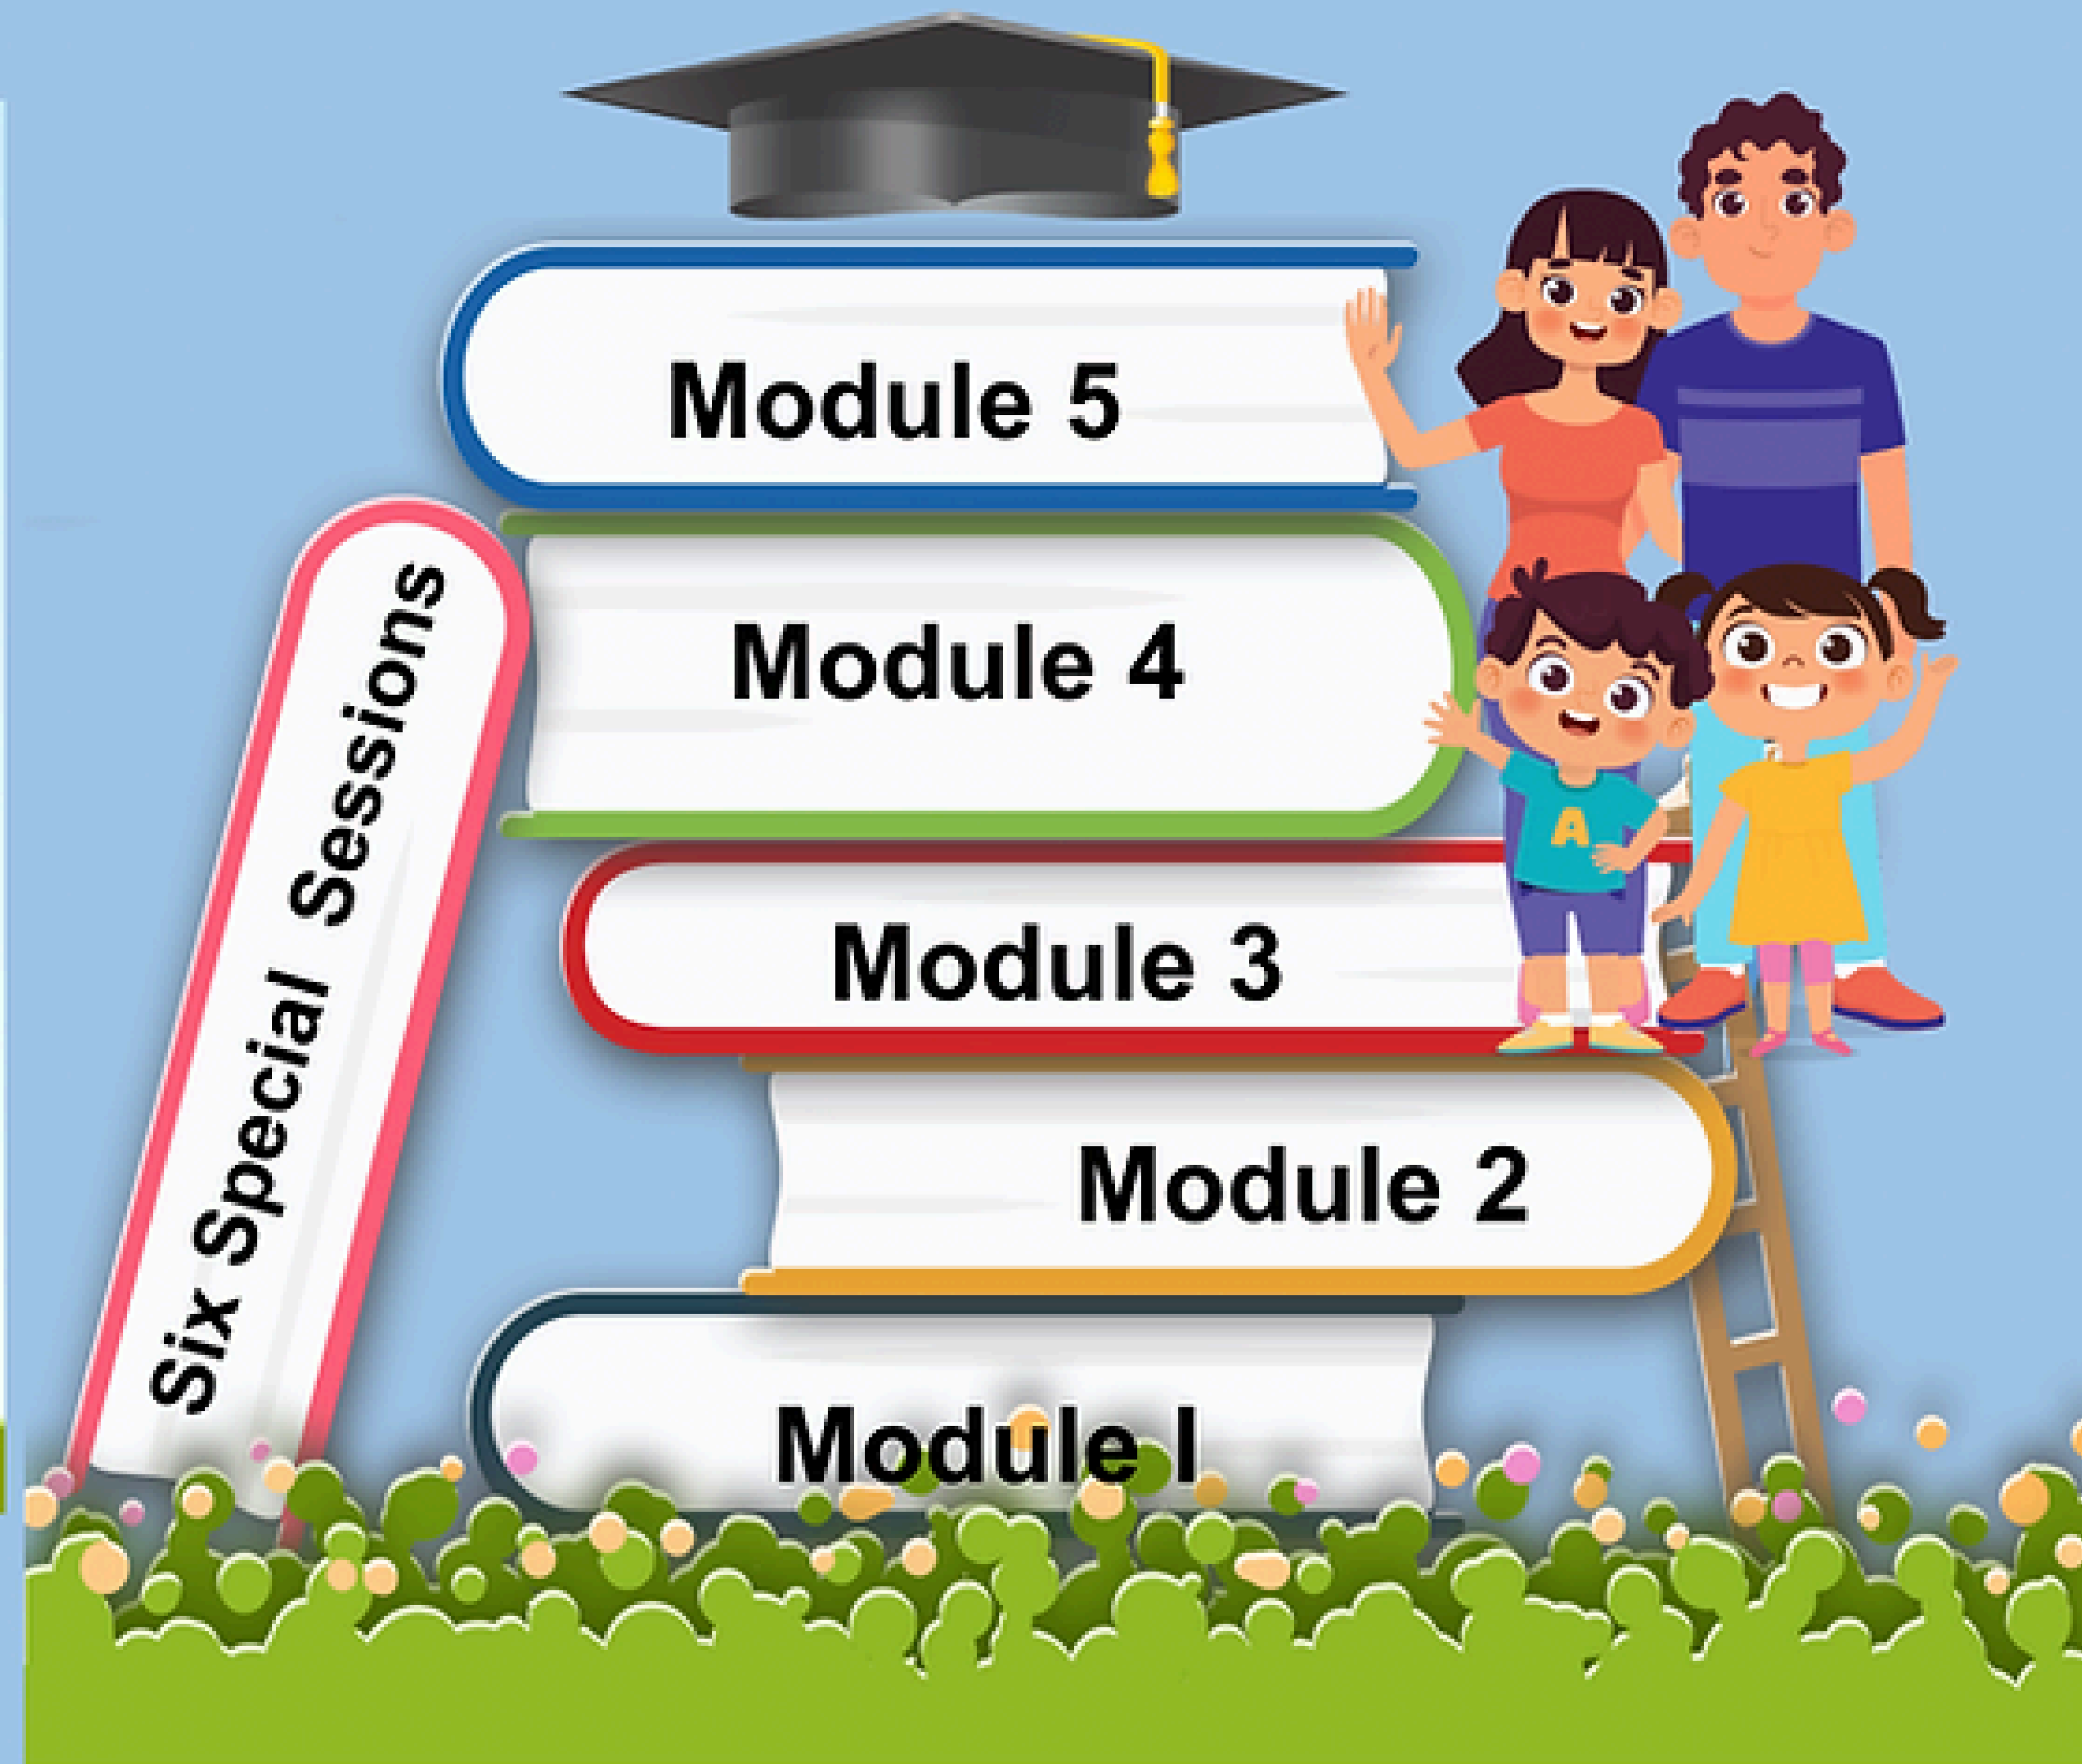 Module 5
Module 4
Module 3
Module 2
Module I
Six Special Sessions
A